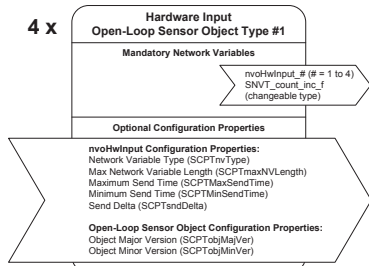 4 x
Hardware Input
Open-Loop Sensor Object Type #1
Mandatory Network Variables
nvoHwInput_# (# = 1 to 4)
SNVT_count_inc_f
(changeable type)
Optional Configuration Properties
nvoHwInput Configuration Properties:
Network Variable Type (SCPTnvType)
Max Network Variable Length (SCPTmaxNVLength)
Maximum Send Time (SCPTMaxSendTime)
Minimum Send Time (SCPTMinSendTime)
Send Delta (SCPTsndDelta)
Open-Loop Sensor Object Configuration Properties:
Object Major Version (SCPTobjMajVer)
Object Minor Version (SCPTobjMinVer)